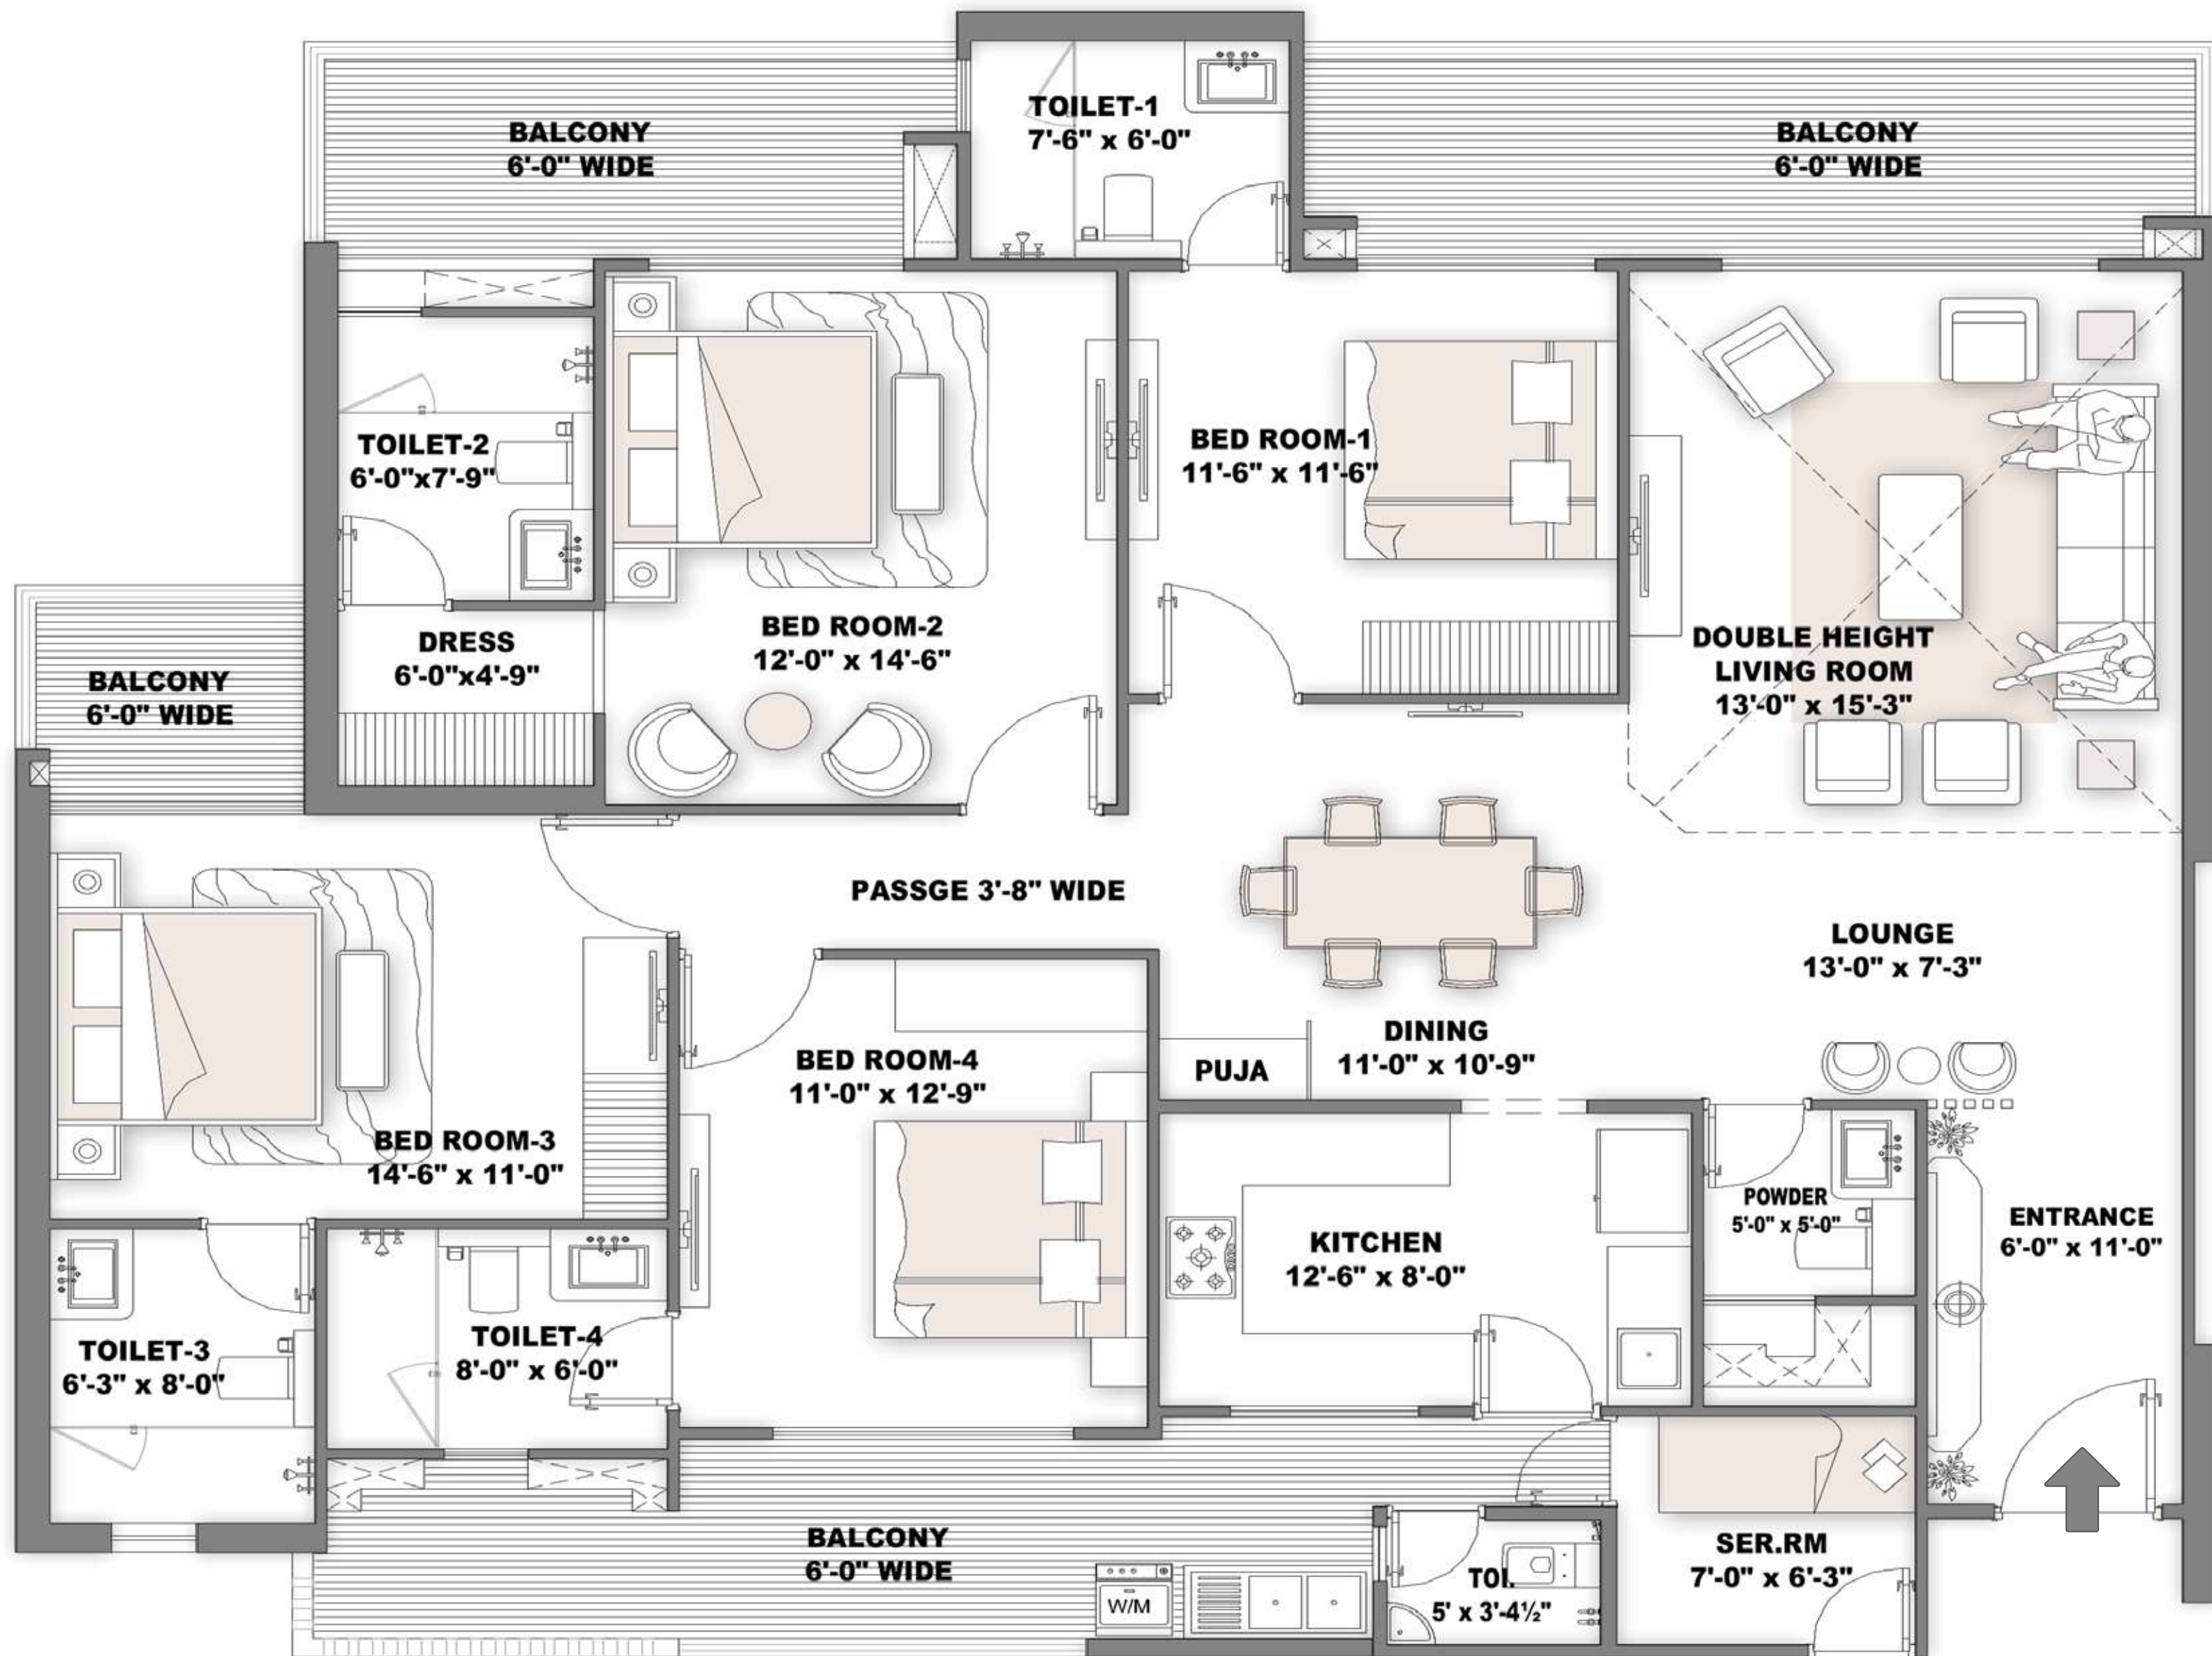 TOILET-1
7'-6" x 6'-0"
BALCONY
6'-0" WIDE
BALCONY
6'-0" WIDE
TOILET-2
6'-0"x7'-9"
BED ROOM-1
11'-6" x 11'-6"
DRESS
6'-0"x4'-9"
BED ROOM-2
12'-0" x 14'-6"
DOUBLE HEIGHT
LIVING ROOM
13'-0" x 15'-3"
BALCONY
6'-0" WIDE
PASSGE 3'-8" WIDE
LOUNGE
13'-0" x 7'-3"
DINING
11'-0" x 10'-9"
PUJA
BED ROOM-4
11'-0" x 12'-9"
BED ROOM-3
14'-6" x 11'-0"
POWDER
5'-0" x 5'-0"
ENTRANCE
6'-0" x 11'-0"
KITCHEN
12'-6" x 8'-0"
TOILET-3
6'-3" x 8'-0"
TOILET-4
8'-0" x 6'-0"
BALCONY
6'-0" WIDE
W/M
5' x 3'-4½"
SER.RM
7'-0" x 6'-3"